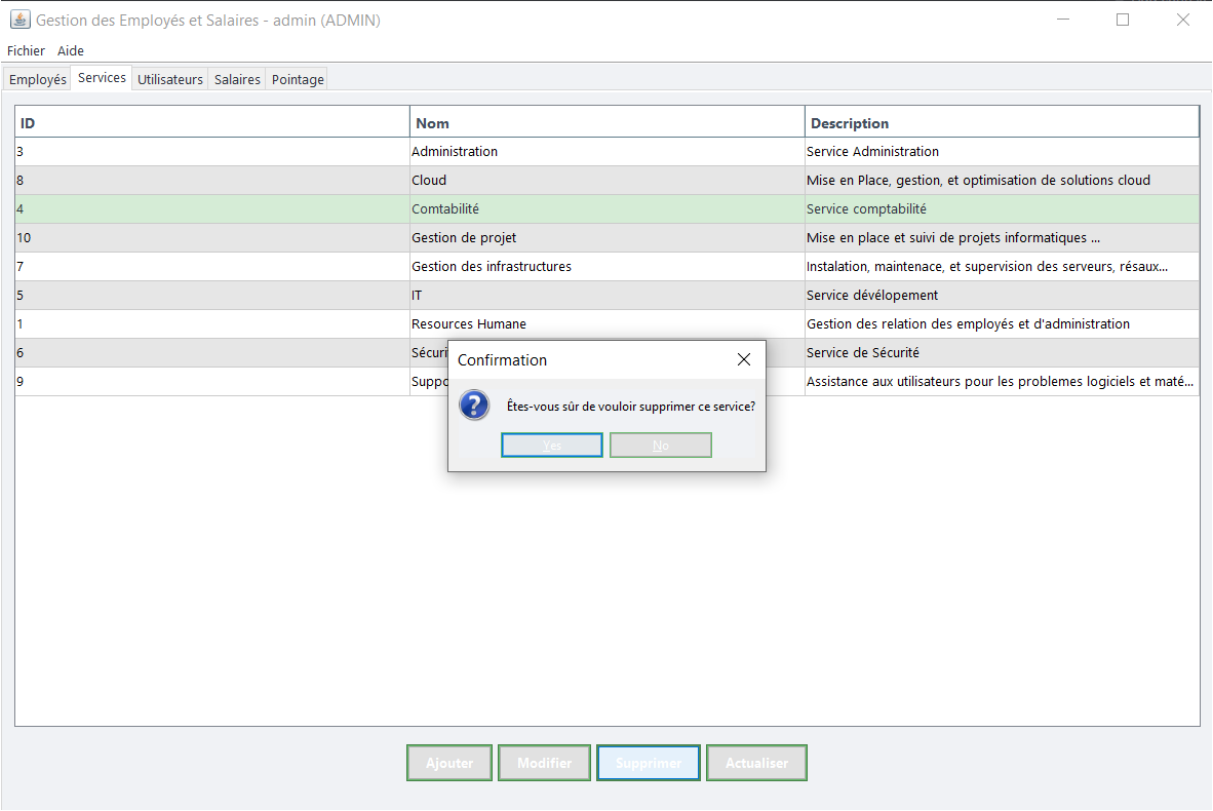 Gestion des Employés et Salaires - admin (ADMIN)
Fichier Aide
Employés Services Utilisateurs Salaires Pointage
ID Nom Description
3 Administration Service Administration
8 Cloud Mise en Place, gestion, et optimisation de solutions cloud
4 Comtabilité Service comptabilité
10 Gestion de projet Mise en place et suivi de projets informatiques ...
7 Gestion des infrastructures Instalation, maintenace, et supervision des serveurs, résaux...
5 IT Service dévélopement
1 Resources Humane Gestion des relation des employés et d'administration
6 Sécuri Service de Sécurité
9 Suppo Assistance aux utilisateurs pour les problemes logiciels et maté...
Confirmation
Êtes-vous sûr de vouloir supprimer ce service?
Yes No
Ajouter Modifier Supprimer Actualiser